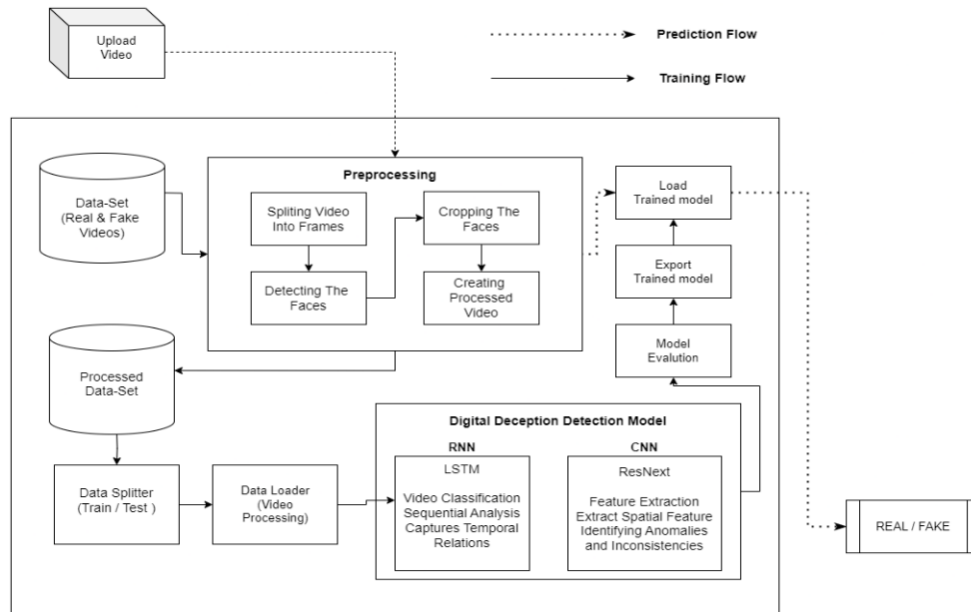 Upload
Video
Prediction Flow
Training Flow
Data-Set
(Real & Fake
Videos)
Preprocessing
Spliting Video
Into Frames
Detecting The
Faces
Cropping The
Faces
Creating
Processed
Video
Load
Trained model
Export
Trained model
Model
Evalution
Processed
Data-Set
Data Splitter
(Train / Test )
Data Loader
(Video
Processing)
Digital Deception Detection Model
RNN
LSTM
Video Classification
Sequential Analysis
Captures Temporal
Relations
CNN
ResNext
Feature Extraction
Extract Spatial Feature
Identifying Anomalies
and Inconsistencies
REAL / FAKE